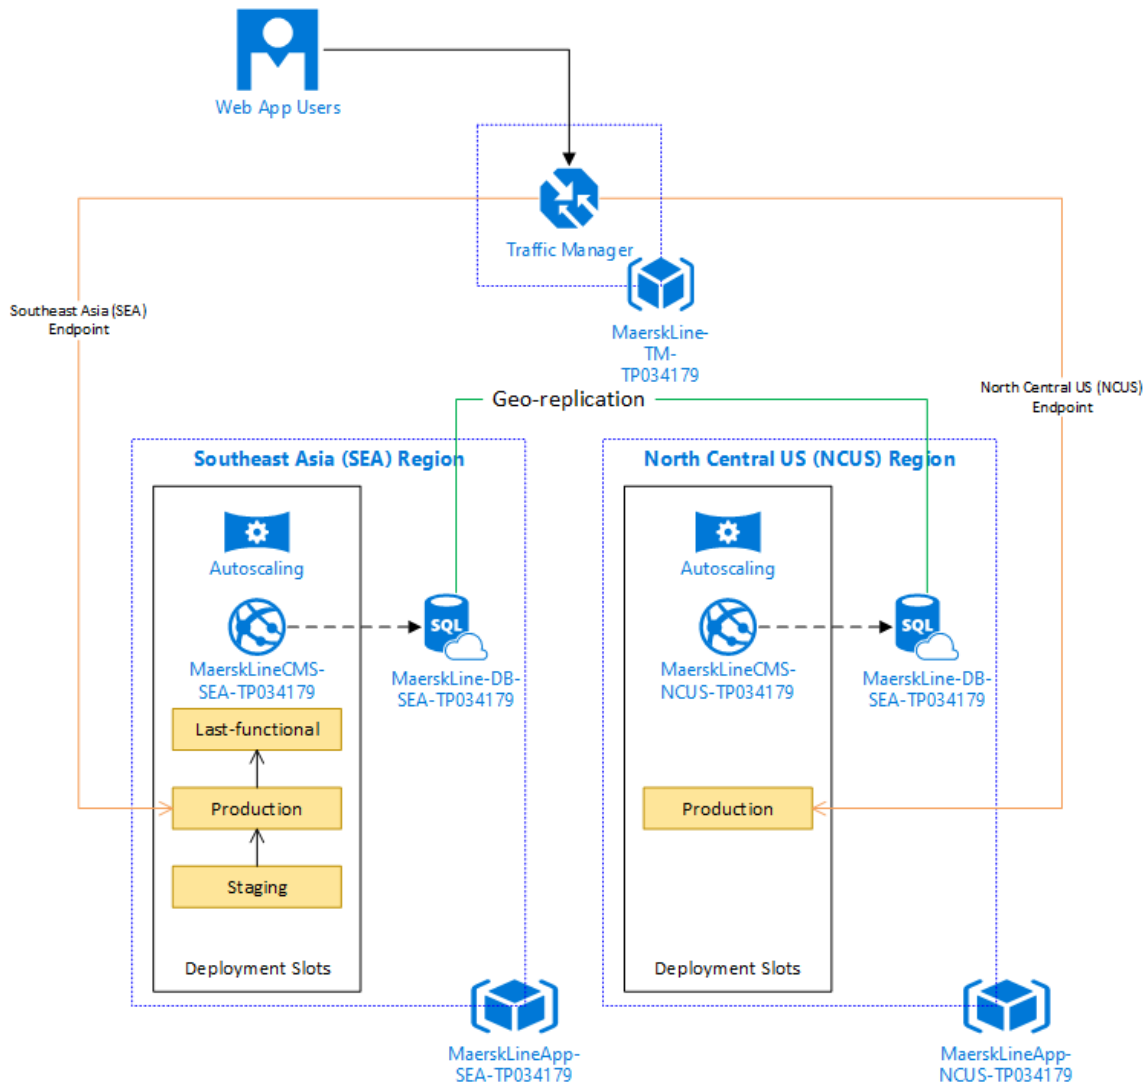 Web App Users
Traffic Manager
MaerskLine-
TM-
TP034179
Southeast Asia (SEA)
Endpoint
North Central US (NCUS)
Endpoint
Geo-replication
Southeast Asia (SEA) Region
Autoscaling
SQL
MaerskLineCMS-
SEA-TP034179
MaerskLine-DB-
SEA-TP034179
Last-functional
Production
Staging
Deployment Slots
MaerskLineApp-
SEA-TP034179
North Central US (NCUS) Region
Autoscaling
SQL
MaerskLineCMS-
NCUS-TP034179
MaerskLine-DB-
SEA-TP034179
Production
Deployment Slots
MaerskLineApp-
NCUS-TP034179